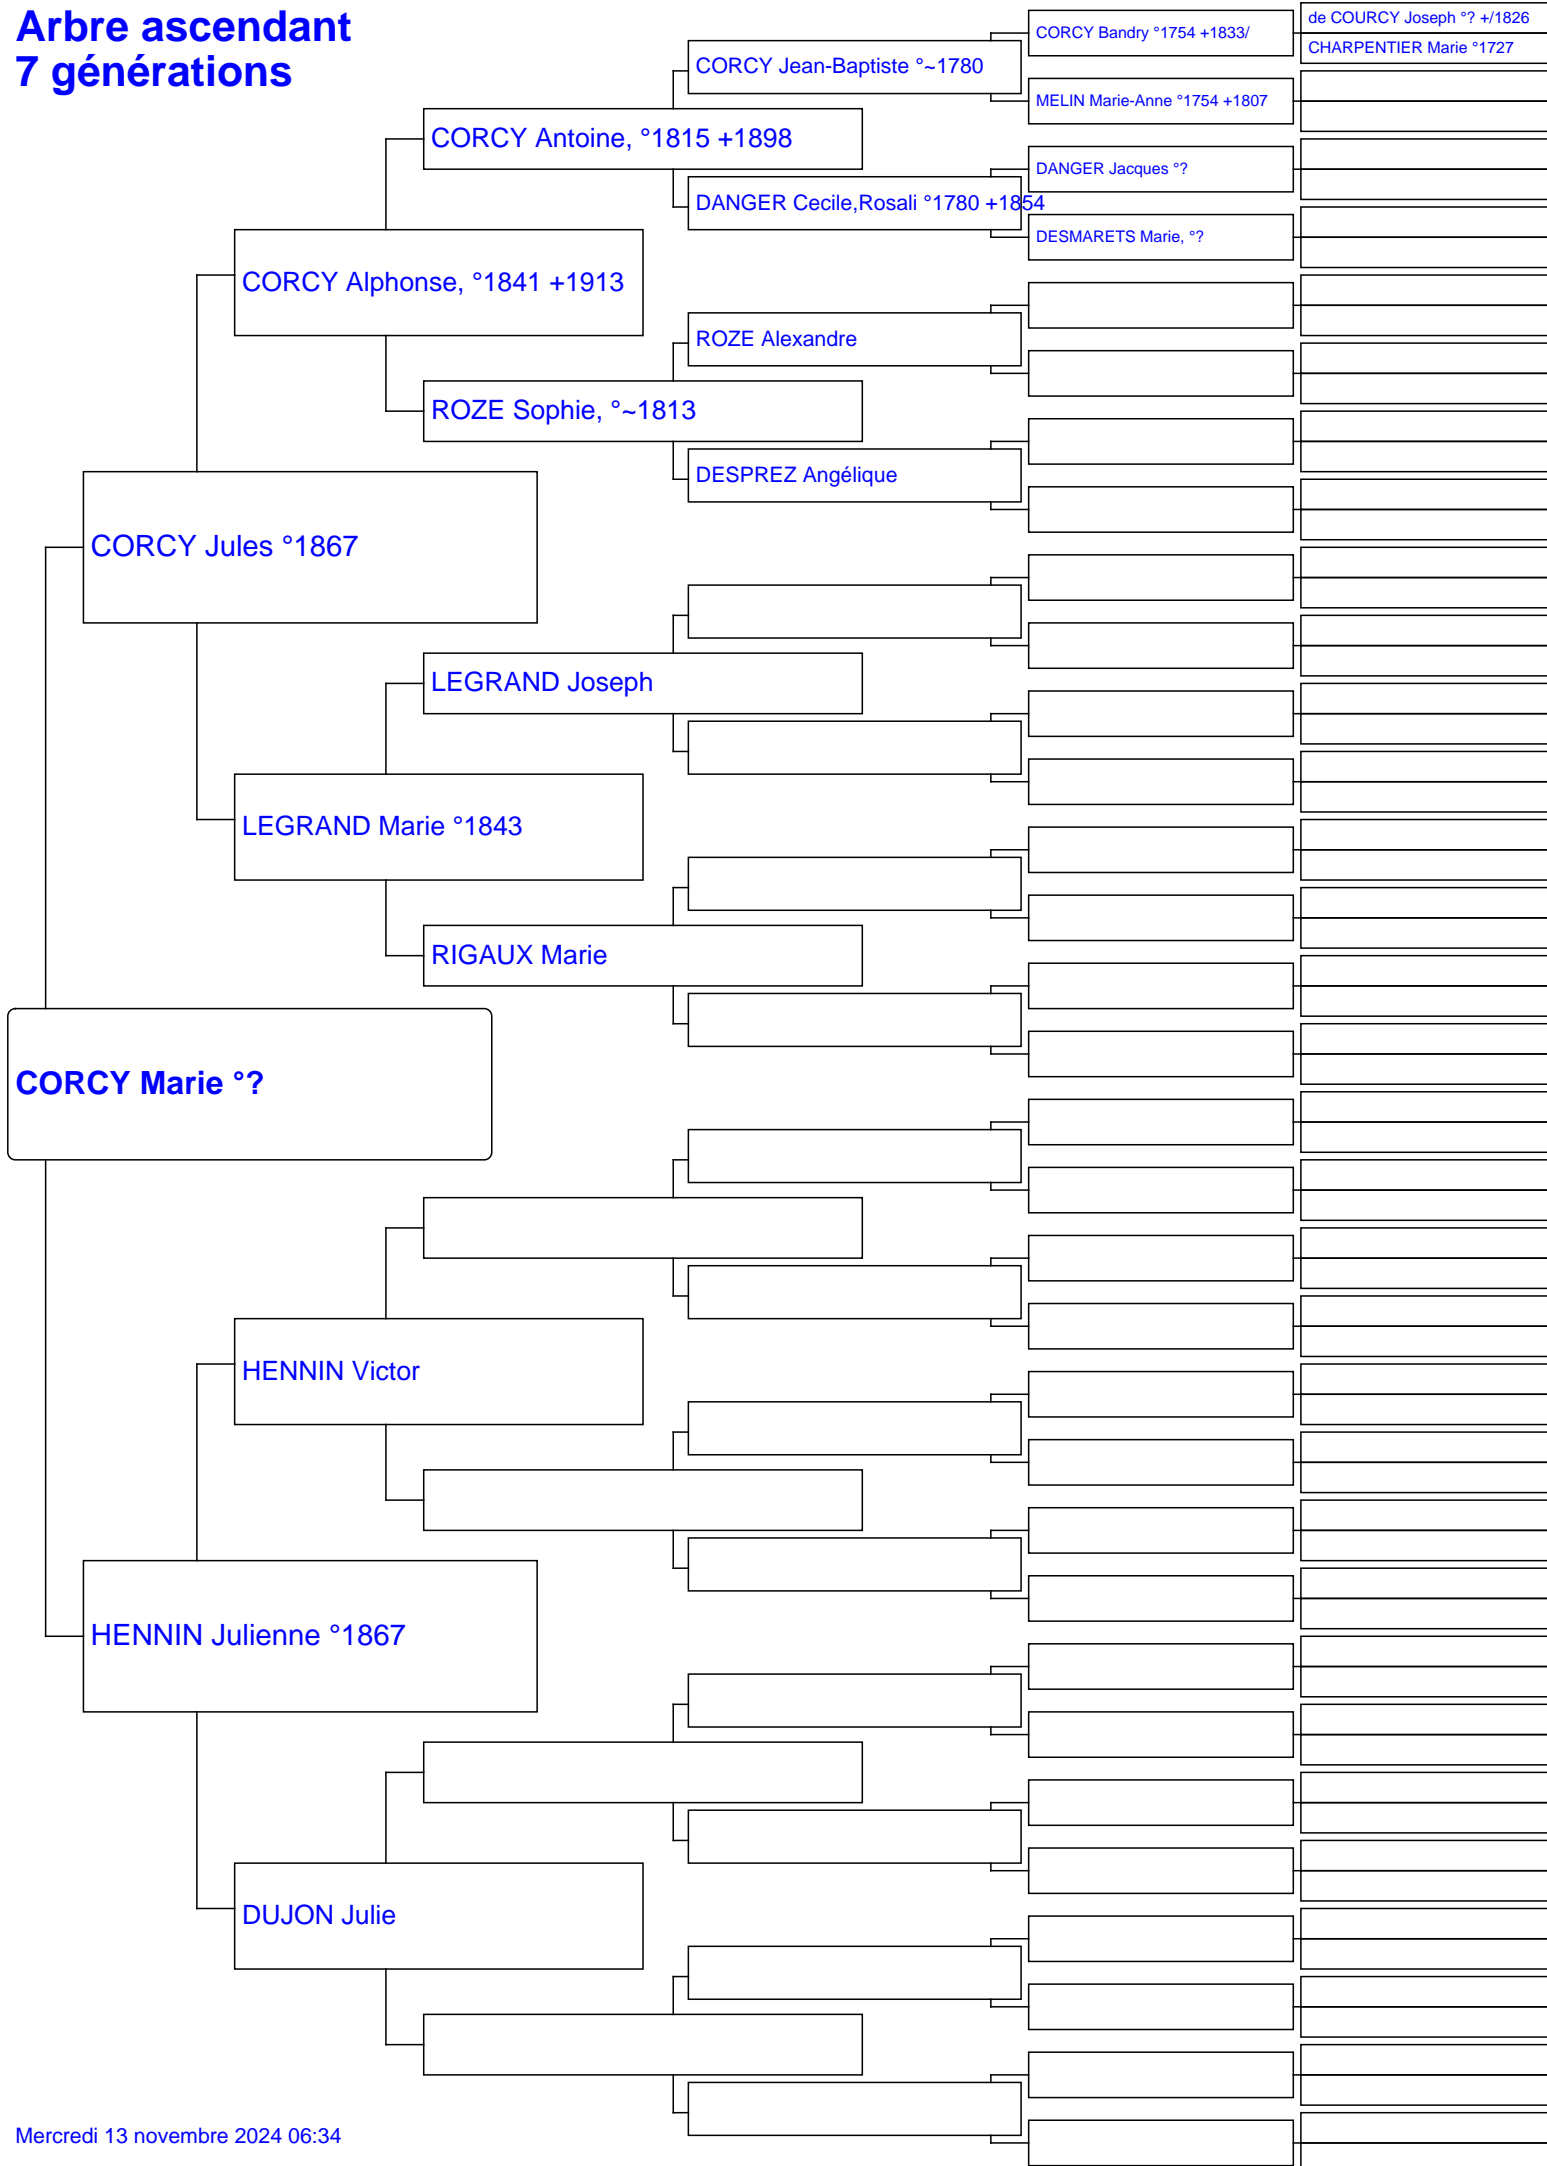 Arbre ascendant
7 générations
de COURCY Joseph °? +/1826
CORCY Bandry °1754 +1833/
CHARPENTIER Marie °1727
CORCY Jean-Baptiste °~1780
MELIN Marie-Anne °1754 +1807
CORCY Antoine, °1815 +1898
DANGER Jacques °?
DANGER Cecile,Rosali °1780 +1854
DESMARETS Marie, °?
CORCY Alphonse, °1841 +1913
ROZE Alexandre
ROZE Sophie, °~1813
DESPREZ Angélique
CORCY Jules °1867
LEGRAND Joseph
LEGRAND Marie °1843
RIGAUX Marie
CORCY Marie °?
HENNIN Victor
HENNIN Julienne °1867
DUJON Julie
Mercredi 13 novembre 2024 06:34